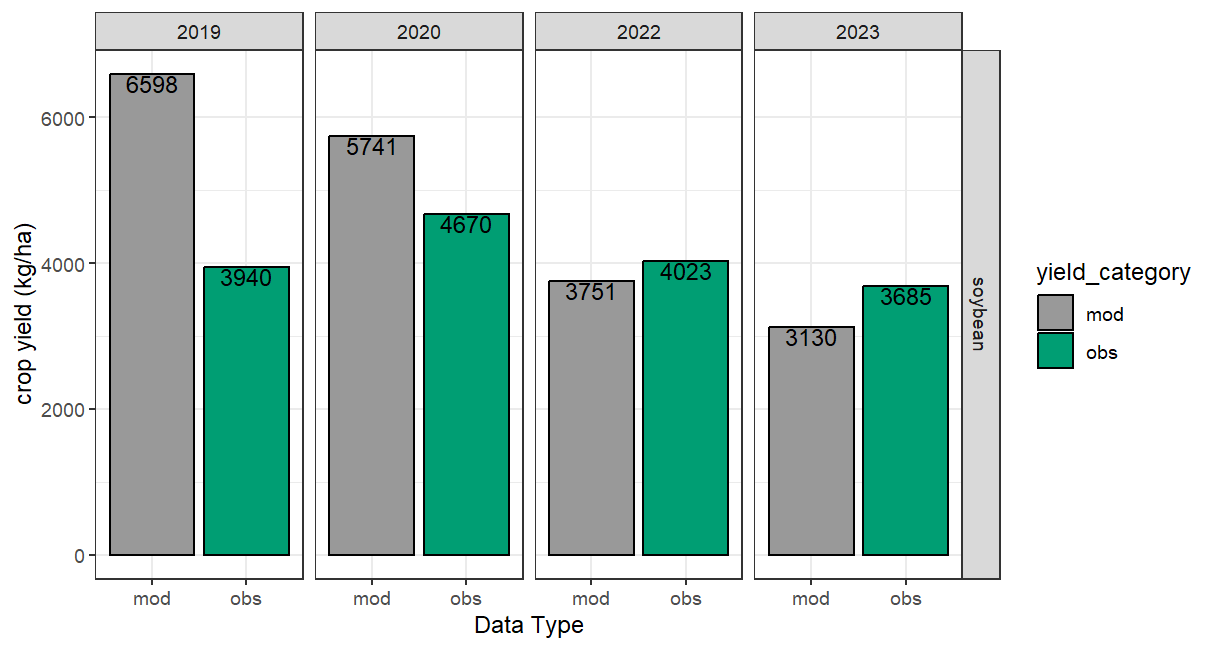 2019
2020
2022
2023
6598
3940
5741
4670
3751
4023
3130
3685
6000
4000
2000
0
crop yield (kg/ha)
soybean
mod
obs
mod
obs
mod
obs
mod
obs
Data Type
yield_category
mod
obs